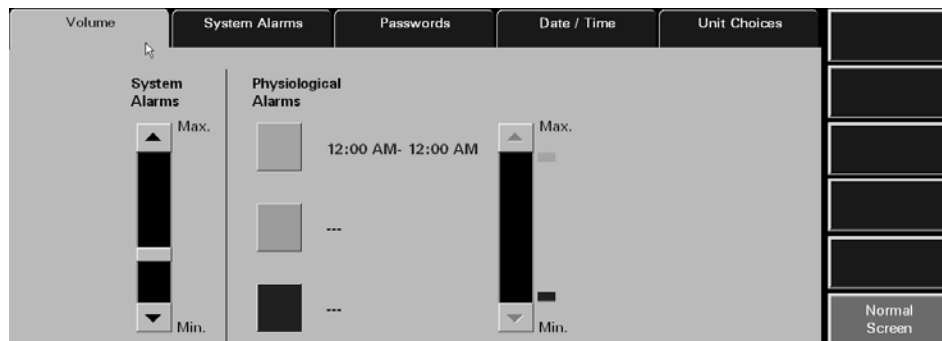 Volume
System Alarms
Passwords
Date / Time
Unit Choices
System
Alarms
Physiological
Alarms
Max.
12:00 AM- 12:00 AM
Max.
---
---
Min.
Min.
Normal
Screen